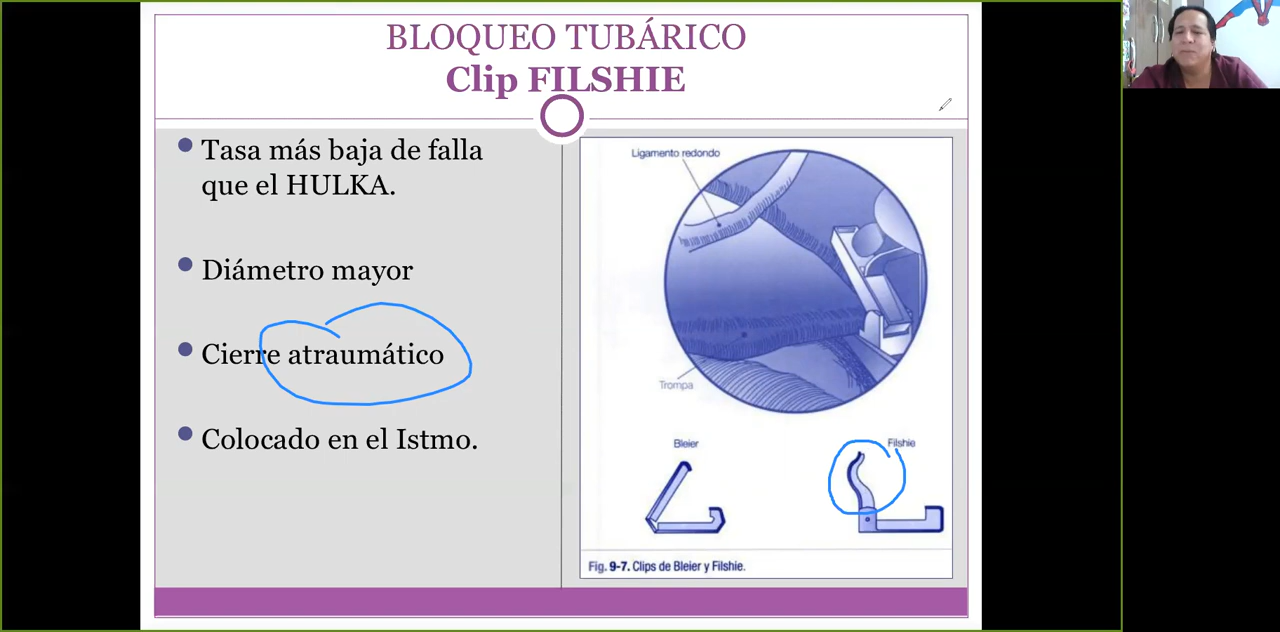 BLOQUEO TUBÁRICO
Clip FILSHIE
Tasa más baja de falla
que el HULKA.
Diámetro mayor
Cierre atraumático
Colocado en el Istmo.
Ligamento redondo
Trompa
Bleier
Filshie
Fig. 9-7. Clips de Bleier y Filshie.